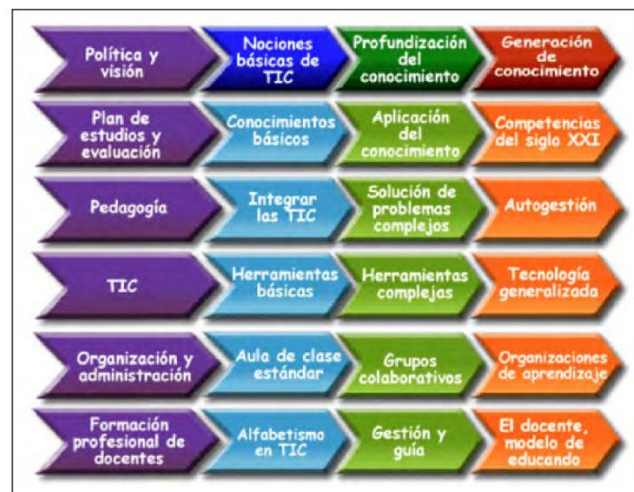 Política y
visión
Nociones
básicas de
TIC
Profundización
del
conocimiento
Generación
de
conocimiento
Plan de
estudios y
evaluación
Conocimientos
básicos
Aplicación
del
conocimiento
Competencias
del siglo XXI
Pedagogía
Integrar
las TIC
Solución de
problemas
complejos
Autogestión
TIC
Herramientas
básicas
Herramientas
complejas
Tecnología
generalizada
Organización y
administración
Aula de clase
estándar
Grupos
colaborativos
Organizaciones
de aprendizaje
Formación
profesional de
docentes
Alfabetismo
en TIC
Gestión y
guía
El docente,
modelo de
educando